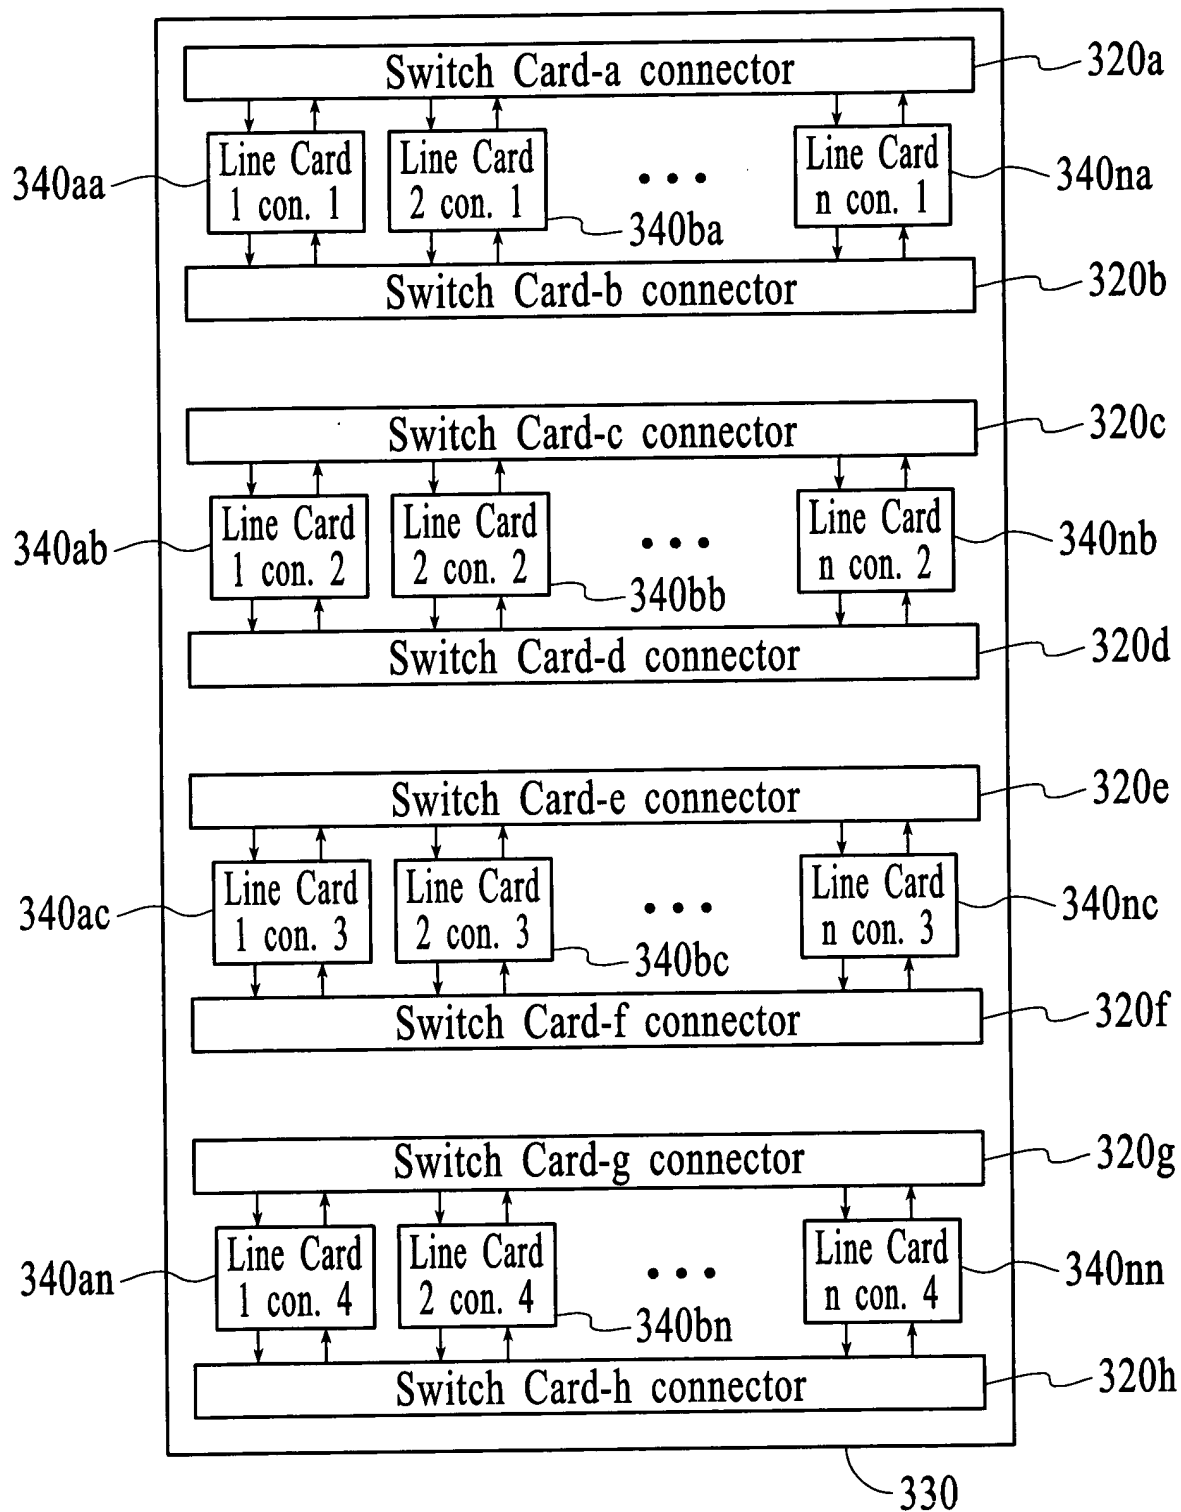 Switch Card-a connector
320a
340aa
Line Card
1 con. 1
Line Card
2 con. 1
340ba
Line Card
n con. 1
340na
Switch Card-b connector
320b
Switch Card-c connector
320c
340ab
Line Card
1 con. 2
Line Card
2 con. 2
340bb
Line Card
n con. 2
340nb
Switch Card-d connector
320d
Switch Card-e connector
320e
340ac
Line Card
1 con. 3
Line Card
2 con. 3
340bc
Line Card
n con. 3
340nc
Switch Card-f connector
320f
Switch Card-g connector
320g
340an
Line Card
1 con. 4
Line Card
2 con. 4
340bn
Line Card
n con. 4
340nn
Switch Card-h connector
320h
330